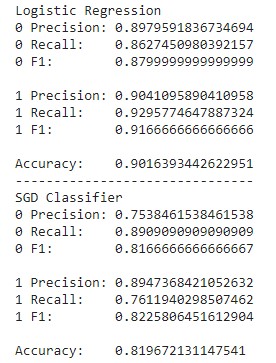 Logistic Regression
0 Precision: 0.8979591836734694
0 Recall: 0.8627450980392157
0 F1: 0.8799999999999999
1 Precision: 0.9041095890410958
1 Recall: 0.9295774647887324
1 F1: 0.9166666666666666
Accuracy: 0.9016393442622951
-------------------------------
SGD Classifier
0 Precision: 0.7538461538461538
0 Recall: 0.8909090909090909
0 F1: 0.8166666666666667
1 Precision: 0.8947368421052632
1 Recall: 0.7611940298507462
1 F1: 0.8225806451612904
Accuracy: 0.819672131147541